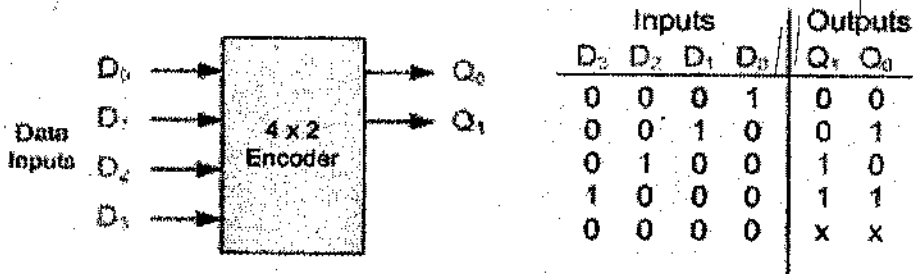 D₀
D₁
Data
Inputs
D₂
D₃
4 x 2
Encoder
Q₀
Q₁
Inputs Outputs
D₃ D₂ D₁ D₀ Q₁ Q₀
0 0 0 1 0 0
0 0 1 0 0 1
0 1 0 0 1 0
1 0 0 0 1 1
0 0 0 0 x x